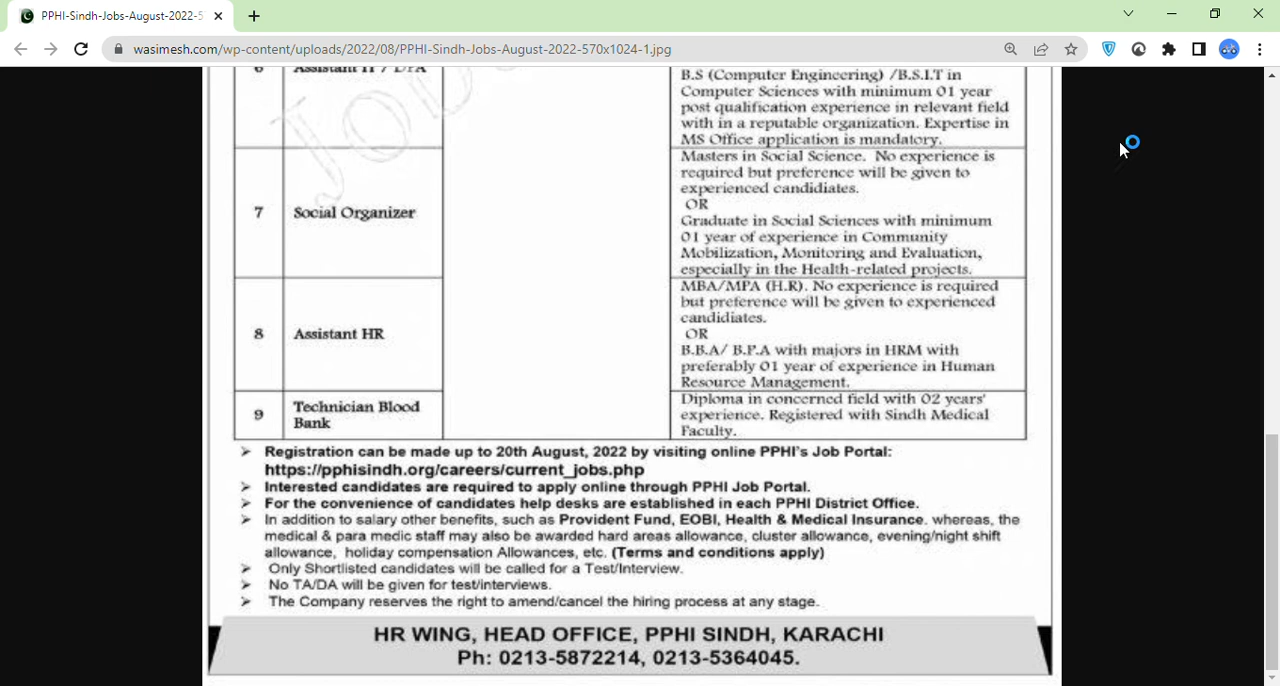 PPHI-Sindh-Jobs-August-2022-5
wasimesh.com/wp-content/uploads/2022/08/PPHI-Sindh-Jobs-August-2022-570x1024-1.jpg
6
Assistant IT / DPA
B.S (Computer Engineering) /B.S.I.T in
Computer Sciences with minimum 01 year
post qualification experience in relevant field
with in a reputable organization. Expertise in
MS Office application is mandatory.
7
Social Organizer
Masters in Social Science. No experience is
required but preference will be given to
experienced candidiates.
OR
Graduate in Social Sciences with minimum
01 year of experience in Community
Mobilization, Monitoring and Evaluation,
especially in the Health-related projects.
8
Assistant HR
MBA/MPA (H.R). No experience is required
but preference will be given to experienced
candidiates.
OR
B.B.A/ B.P.A with majors in HRM with
preferably 01 year of experience in Human
Resource Management.
9
Technician Blood
Bank
Diploma in concerned field with 02 years'
experience. Registered with Sindh Medical
Faculty.
➢ Registration can be made up to 20th August, 2022 by visiting online PPHI's Job Portal:
https://pphisindh.org/careers/current_jobs.php
➢ Interested candidates are required to apply online through PPHI Job Portal.
➢ For the convenience of candidates help desks are established in each PPHI District Office.
➢ In addition to salary other benefits, such as Provident Fund, EOBI, Health & Medical Insurance. whereas, the
medical & para medic staff may also be awarded hard areas allowance, cluster allowance, evening/night shift
allowance, holiday compensation Allowances, etc. (Terms and conditions apply)
➢ Only Shortlisted candidates will be called for a Test/Interview.
➢ No TA/DA will be given for test/interviews.
➢ The Company reserves the right to amend/cancel the hiring process at any stage.
HR WING, HEAD OFFICE, PPHI SINDH, KARACHI
Ph: 0213-5872214, 0213-5364045.